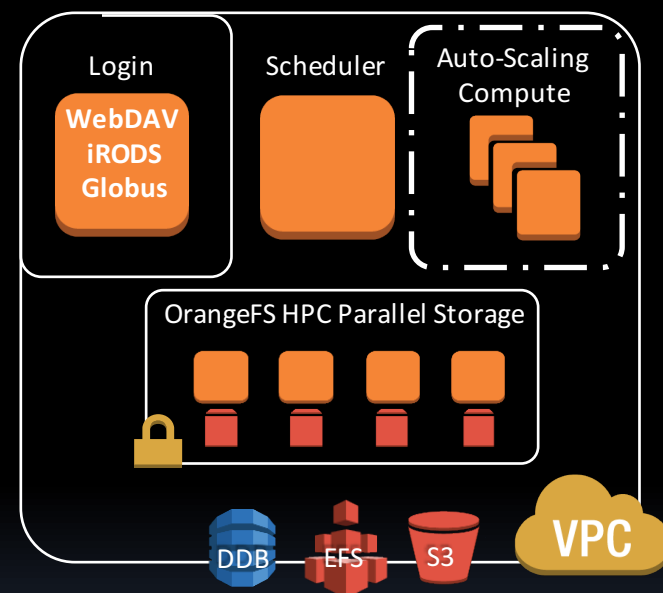 Login
WebDAV
iRODS
Globus
Scheduler
Auto-Scaling
Compute
OrangeFS HPC Parallel Storage
DDB
EFS
S3
VPC